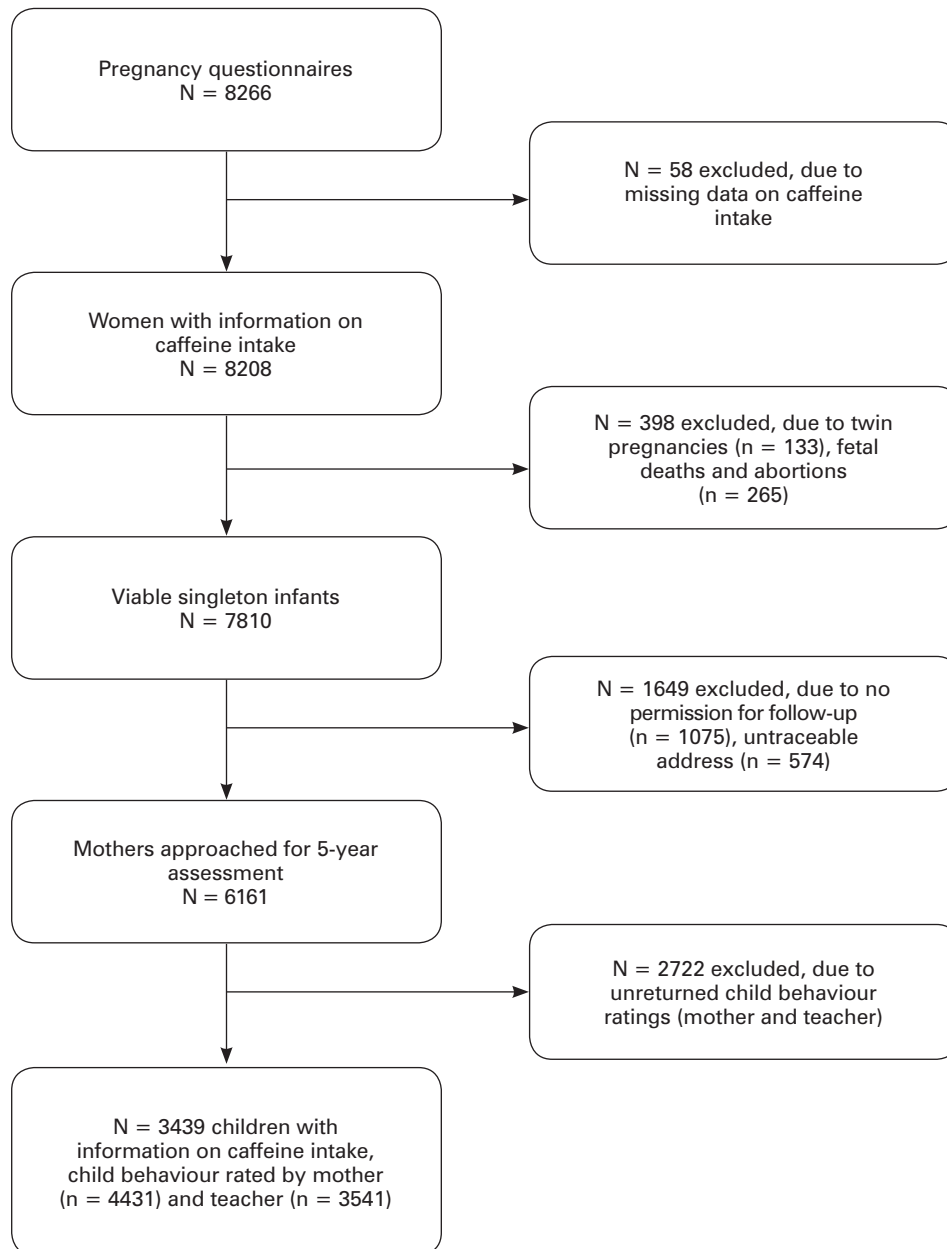 Pregnancy questionnaires
N = 8266
N = 58 excluded, due to
missing data on caffeine
intake
Women with information on
caffeine intake
N = 8208
N = 398 excluded, due to twin
pregnancies (n = 133), fetal
deaths and abortions
(n = 265)
Viable singleton infants
N = 7810
N = 1649 excluded, due to no
permission for follow-up
(n = 1075), untraceable
address (n = 574)
Mothers approached for 5-year
assessment
N = 6161
N = 2722 excluded, due to
unreturned child behaviour
ratings (mother and teacher)
N = 3439 children with
information on caffeine intake,
child behaviour rated by mother
(n = 4431) and teacher (n = 3541)